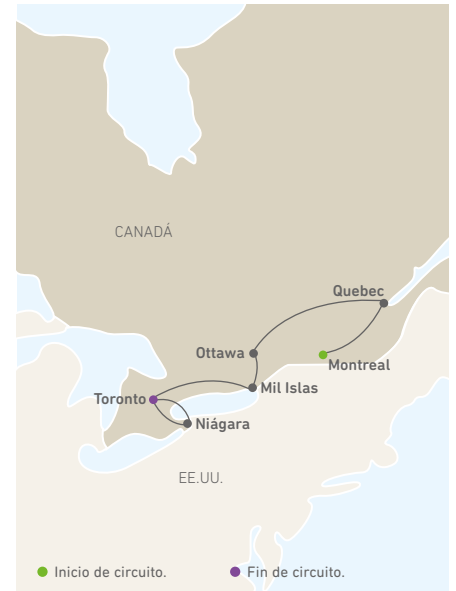 CANADÁ
Quebec
Ottawa
Montreal
Mil Islas
Toronto
Niágara
EE.UU.
Inicio de circuito.
Fin de circuito.